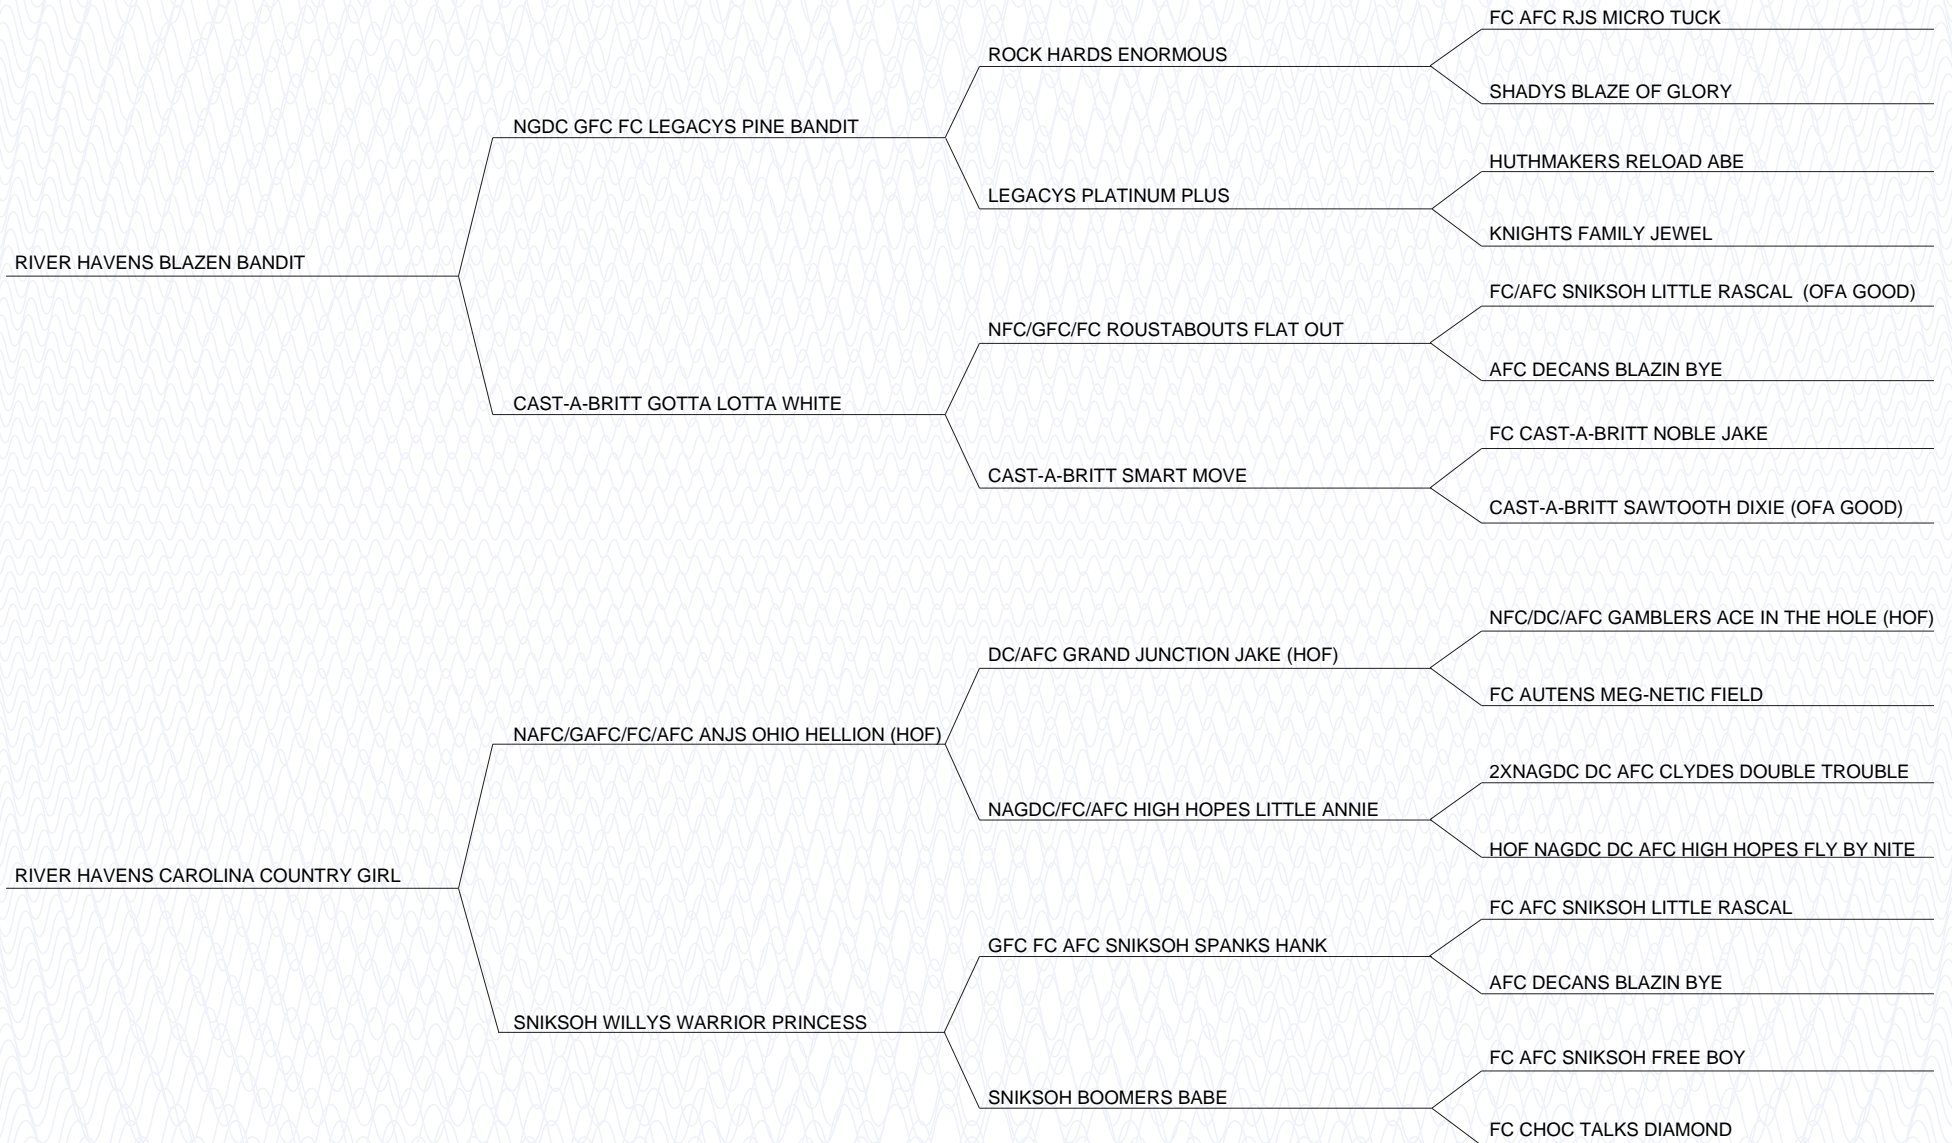 FC AFC RJS MICRO TUCK
ROCK HARDS ENORMOUS
SHADYS BLAZE OF GLORY
NGDC GFC FC LEGACYS PINE BANDIT
HUTHMAKERS RELOAD ABE
LEGACYS PLATINUM PLUS
KNIGHTS FAMILY JEWEL
RIVER HAVENS BLAZEN BANDIT
FC/AFC SNIKSOH LITTLE RASCAL (OFA GOOD)
NFC/GFC/FC ROUSTABOUTS FLAT OUT
AFC DECANS BLAZIN BYE
CAST-A-BRITT GOTTA LOTTA WHITE
FC CAST-A-BRITT NOBLE JAKE
CAST-A-BRITT SMART MOVE
CAST-A-BRITT SAWTOOTH DIXIE (OFA GOOD)
NFC/DC/AFC GAMBLERS ACE IN THE HOLE (HOF)
DC/AFC GRAND JUNCTION JAKE (HOF)
FC AUTENS MEG-NETIC FIELD
NAFC/GAFC/FC/AFC ANJS OHIO HELLION (HOF)
2XNAGDC DC AFC CLYDES DOUBLE TROUBLE
NAGDC/FC/AFC HIGH HOPES LITTLE ANNIE
HOF NAGDC DC AFC HIGH HOPES FLY BY NITE
RIVER HAVENS CAROLINA COUNTRY GIRL
FC AFC SNIKSOH LITTLE RASCAL
GFC FC AFC SNIKSOH SPANKS HANK
AFC DECANS BLAZIN BYE
SNIKSOH WILLYS WARRIOR PRINCESS
FC AFC SNIKSOH FREE BOY
SNIKSOH BOOMERS BABE
FC CHOC TALKS DIAMOND